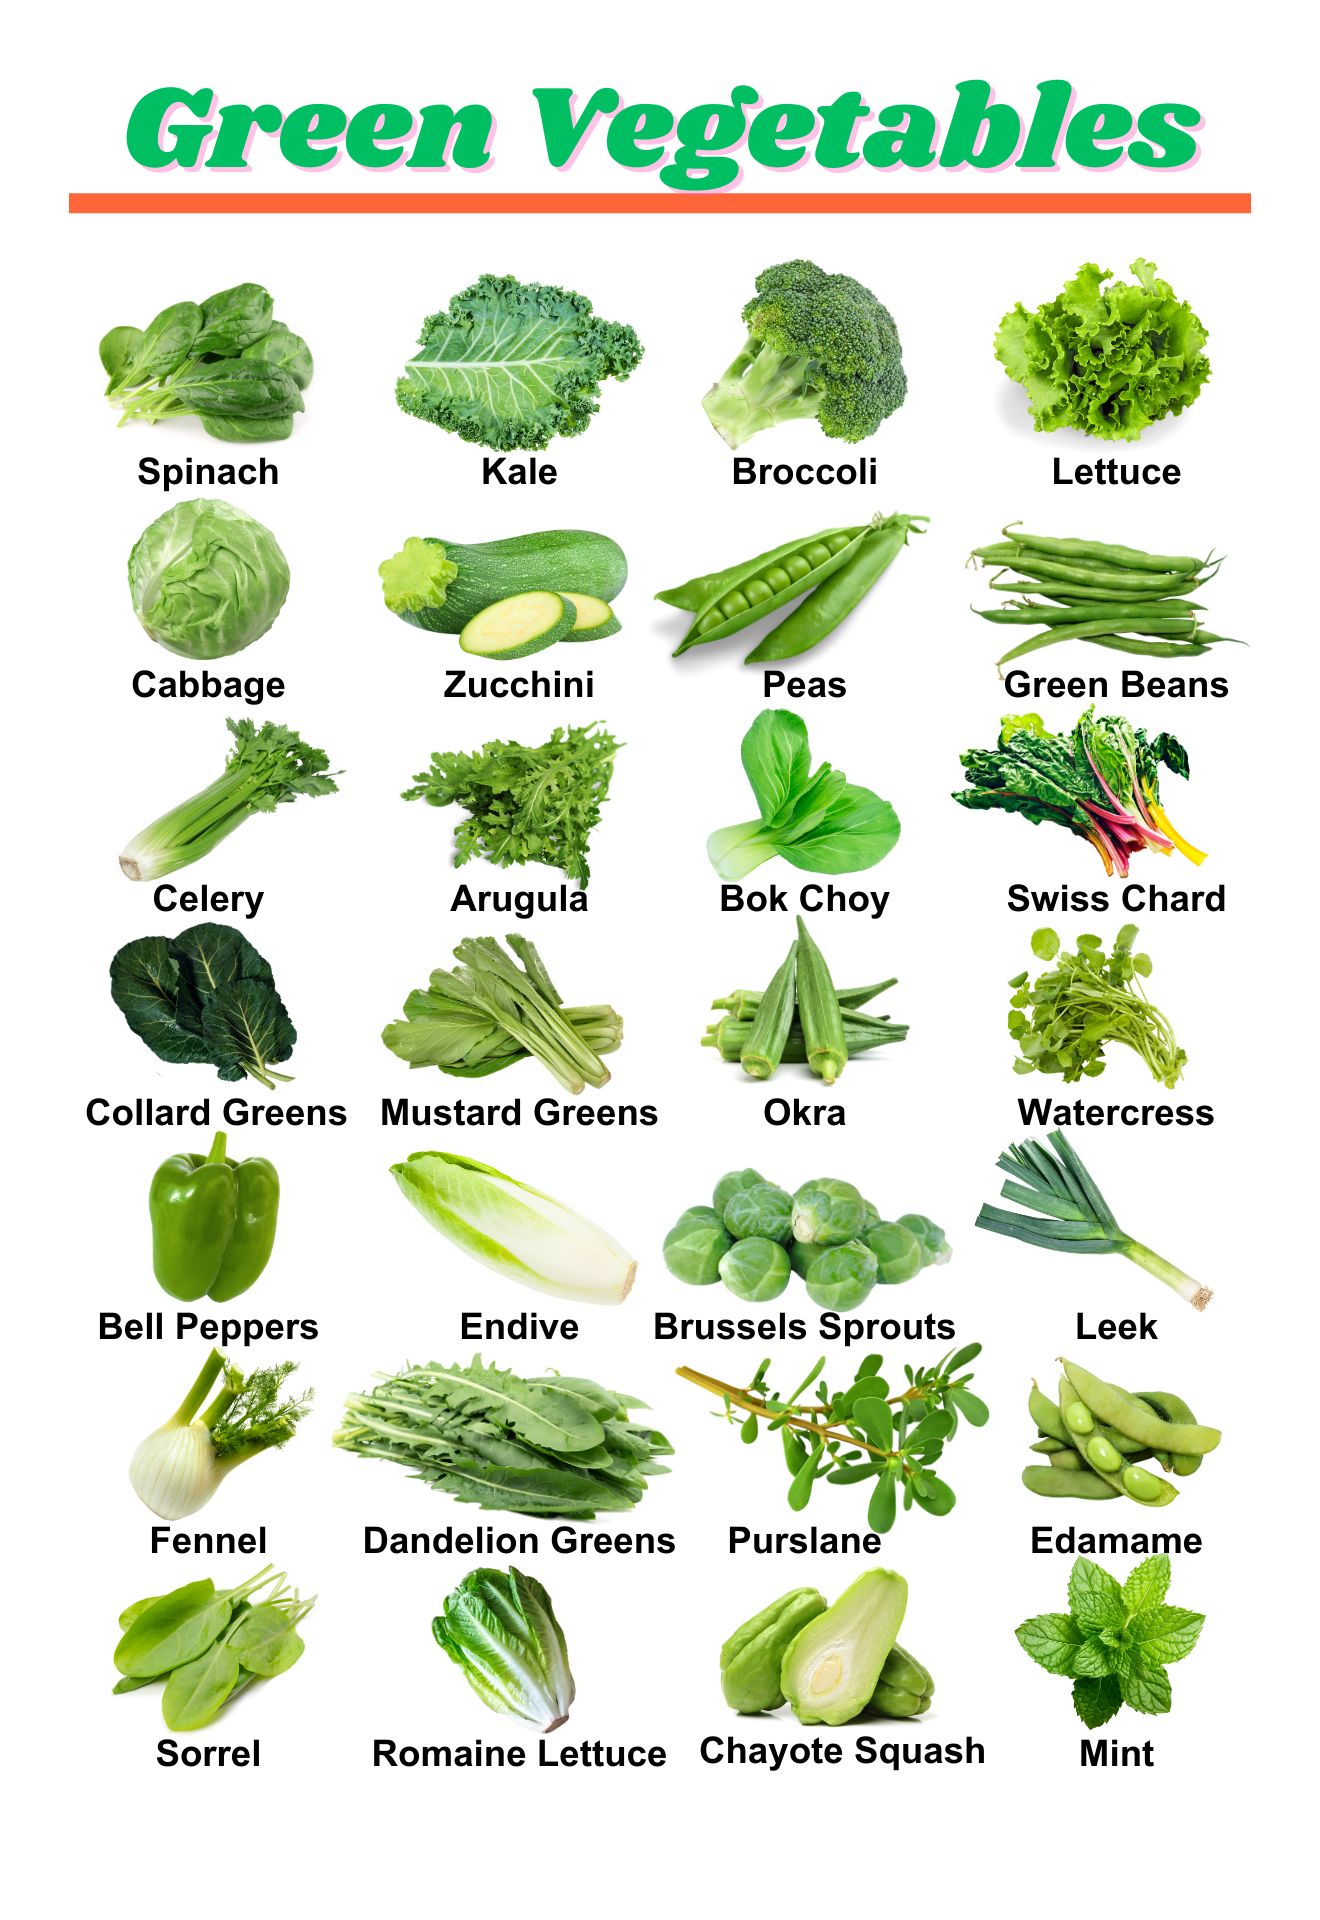 Green Vegetables
Spinach
Kale
Broccoli
Lettuce
Cabbage
Zucchini
Peas
Green Beans
Celery
Arugula
Bok Choy
Swiss Chard
Collard Greens
Mustard Greens
Okra
Watercress
Bell Peppers
Endive
Brussels Sprouts
Leek
Fennel
Dandelion Greens
Purslane
Edamame
Sorrel
Romaine Lettuce
Chayote Squash
Mint